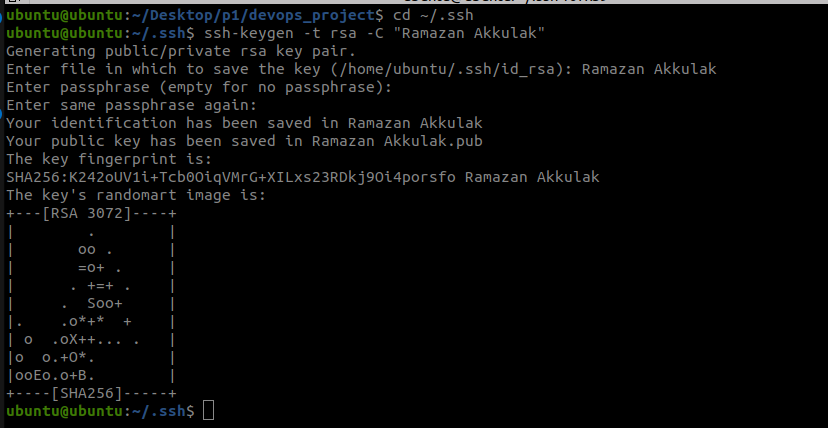 ubuntu@ubuntu:~/Desktop/p1/devops_project$ cd ~/.ssh
ubuntu@ubuntu:~/.ssh$ ssh-keygen -t rsa -C "Ramazan Akkulak"
Generating public/private rsa key pair.
Enter file in which to save the key (/home/ubuntu/.ssh/id_rsa): Ramazan Akkulak
Enter passphrase (empty for no passphrase):
Enter same passphrase again:
Your identification has been saved in Ramazan Akkulak
Your public key has been saved in Ramazan Akkulak.pub
The key fingerprint is:
SHA256:K242oUV1i+Tcb0OiqVMrG+XILxs23RDkj9Oi4porsfo Ramazan Akkulak
The key's randomart image is:
+---[RSA 3072]----+
|        .        |
|       oo .      |
|       =o+ .     |
|      . +=+ .    |
|     .  Soo+     |
|.    .o*+*  +    |
| o  .oX++... .   |
|o  o.+O*.        |
|ooEo.o+B.        |
+----[SHA256]-----+
ubuntu@ubuntu:~/.ssh$